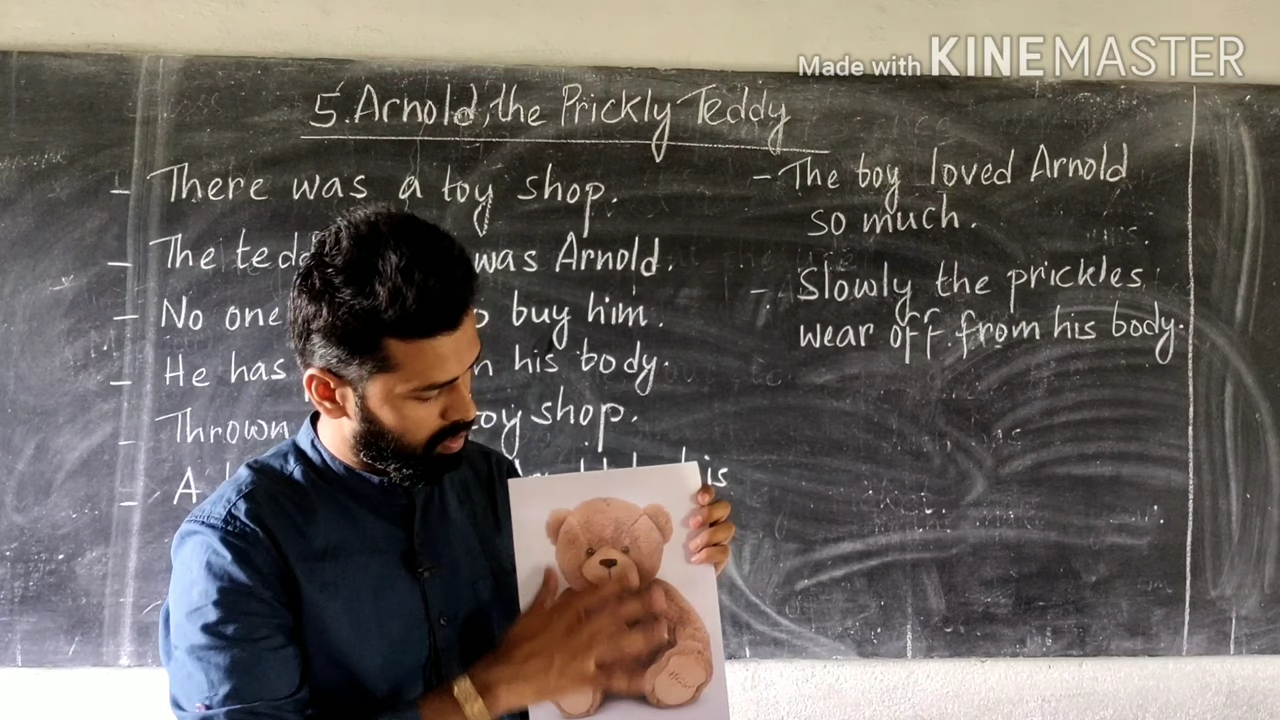 Made with KINEMASTER
5. Arnold, the Prickly Teddy
- There was a toy shop.
- The was Arnold.
- No one buy him.
- He has his body.
- Thrown toy shop.
- A his
- The boy loved Arnold
so much.
- Slowly the prickles
wear off from his body.